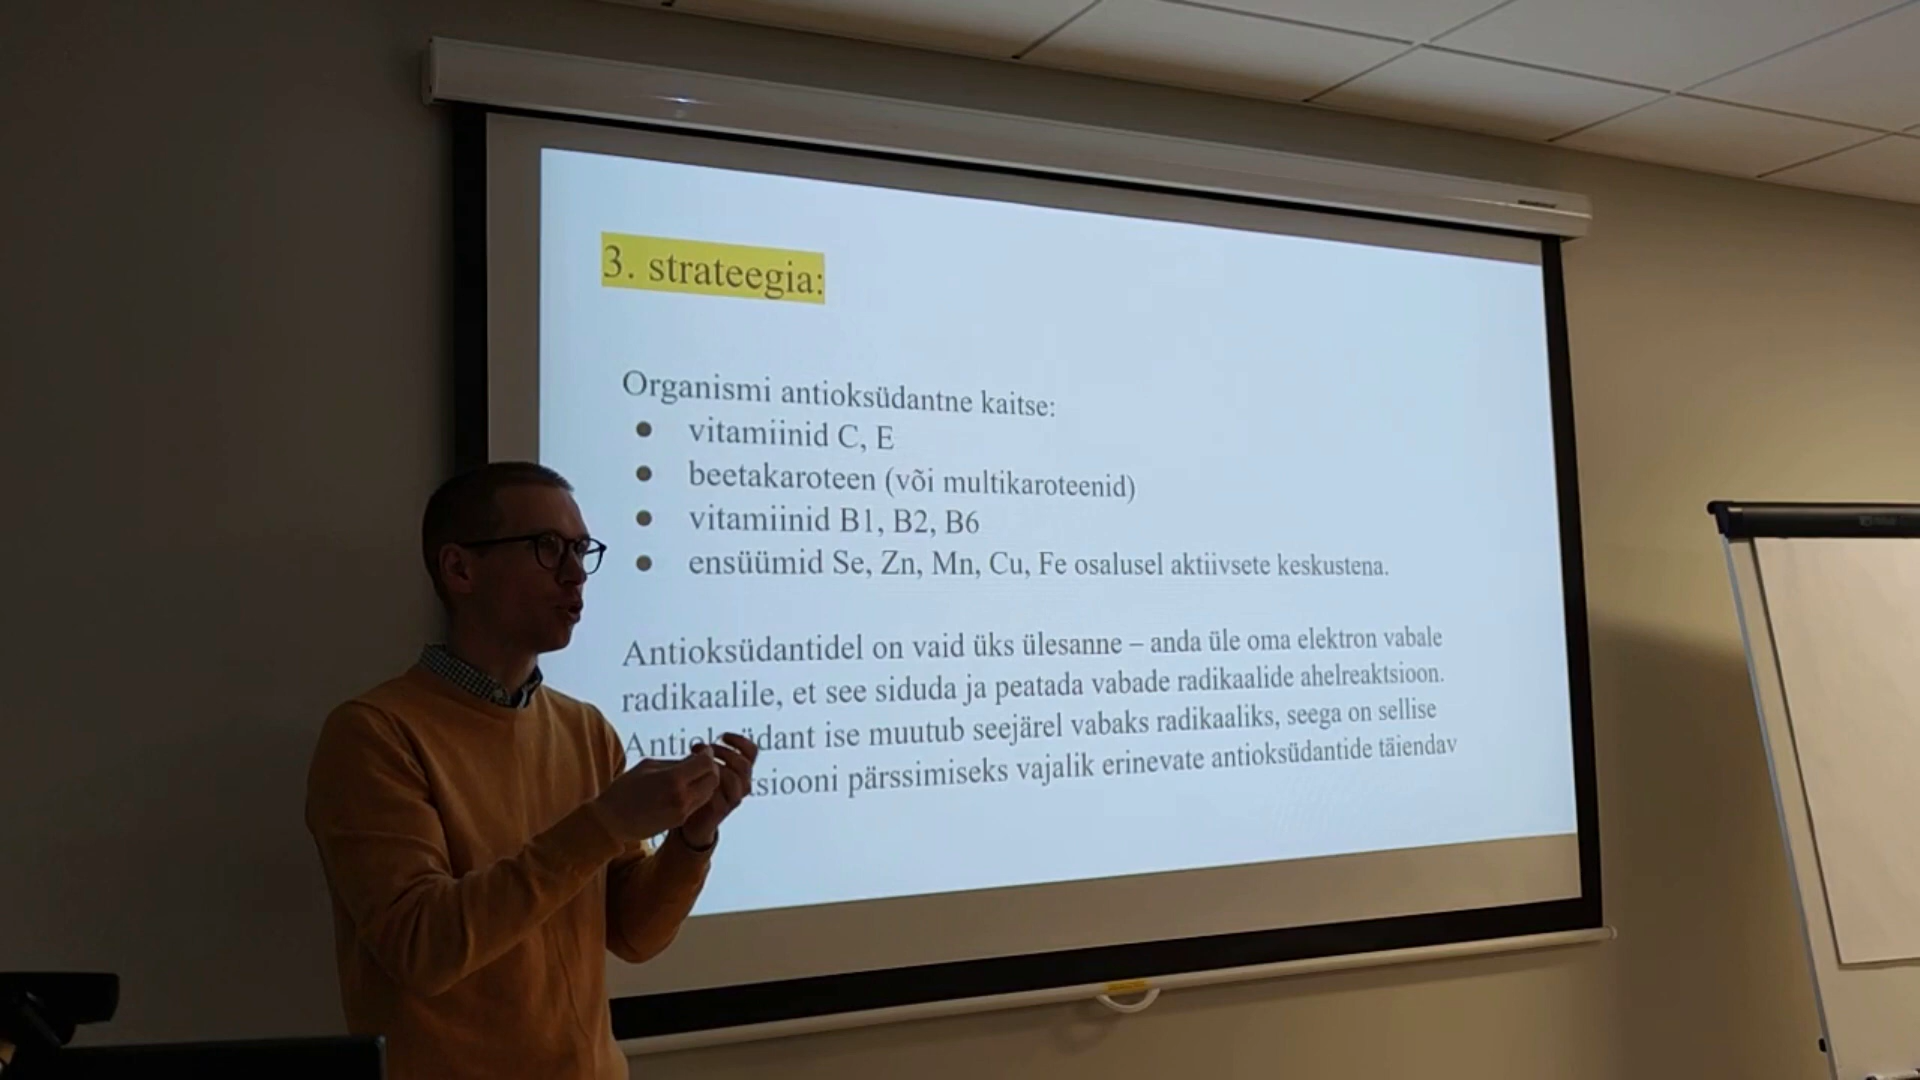 3. strateegia:
Organismi antioksüdantne kaitse:
● vitamiinid C, E
● beetakaroteen (või multikaroteenid)
● vitamiinid B1, B2, B6
● ensüümid Se, Zn, Mn, Cu, Fe osalusel aktiivsete keskustena.
Antioksüdantidel on vaid üks ülesanne – anda üle oma elektron vabale
radikaalile, et see siduda ja peatada vabade radikaalide ahelreaktsioon.
Antioksüdant ise muutub seejärel vabaks radikaaliks, seega on sellise
siooni pärssimiseks vajalik erinevate antioksüdantide täiendav